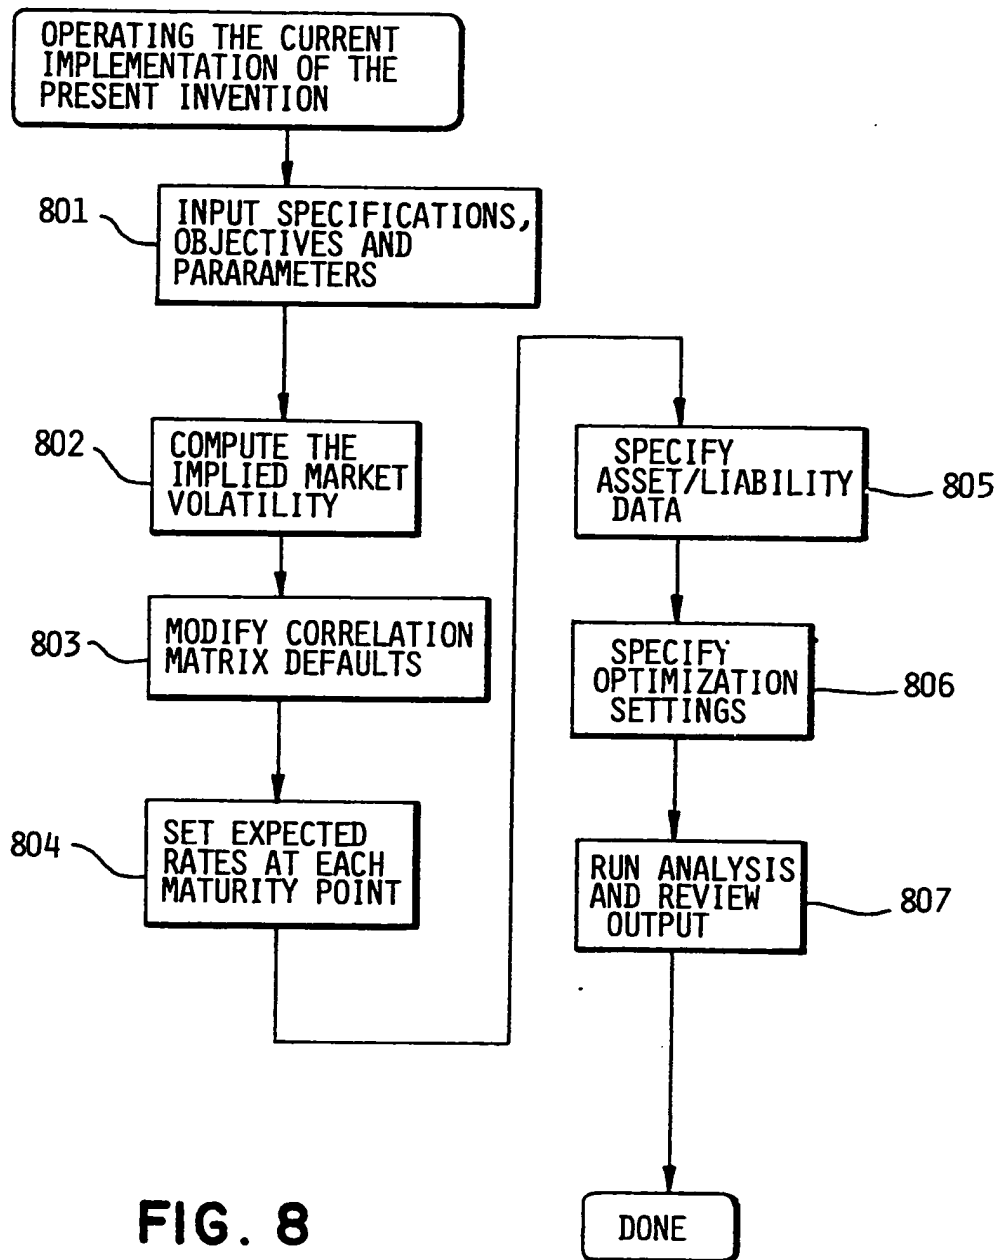 OPERATING THE CURRENT
IMPLEMENTATION OF THE
PRESENT INVENTION
801
INPUT SPECIFICATIONS,
OBJECTIVES AND
PARARAMETERS
802
COMPUTE THE
IMPLIED MARKET
VOLATILITY
803
MODIFY CORRELATION
MATRIX DEFAULTS
804
SET EXPECTED
RATES AT EACH
MATURITY POINT
SPECIFY
ASSET/LIABILITY
DATA
805
SPECIFY
OPTIMIZATION
SETTINGS
806
RUN ANALYSIS
AND REVIEW
OUTPUT
807
DONE
FIG. 8